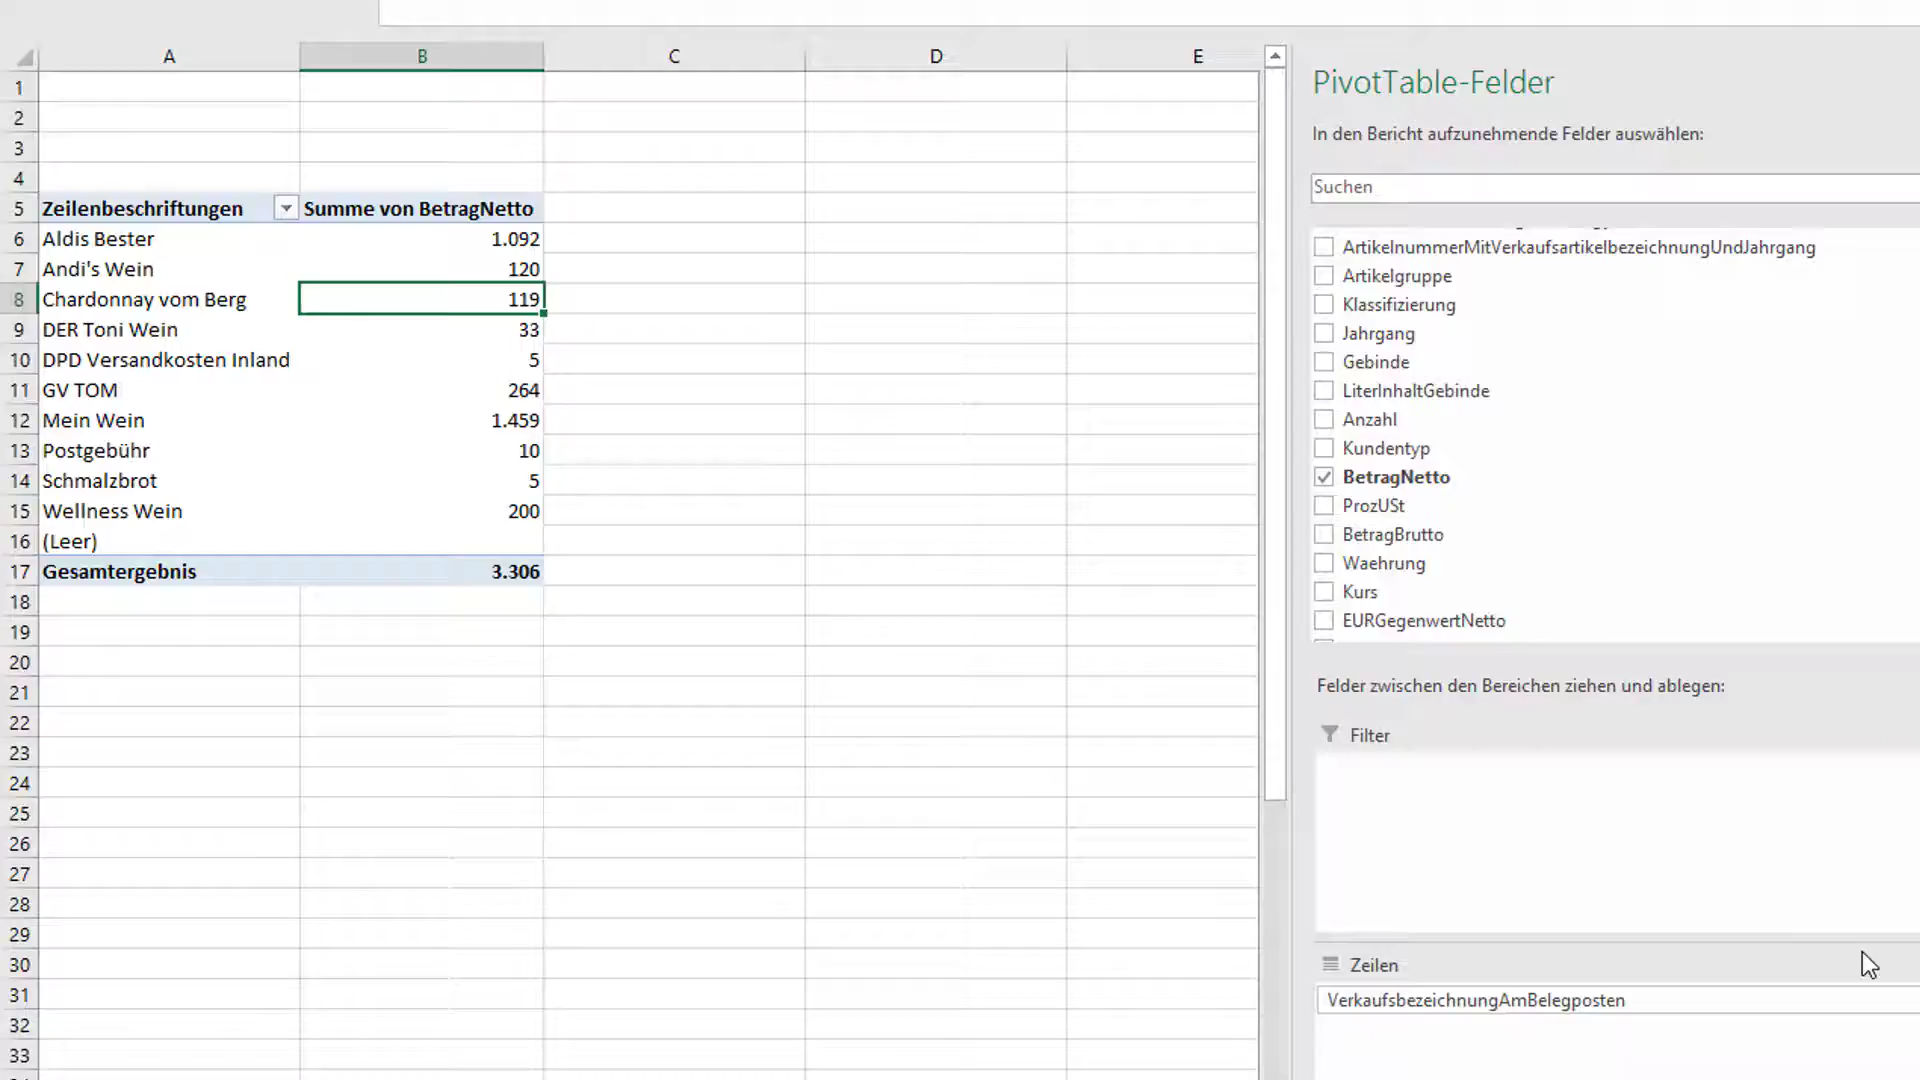 A B C D E
1
2
3
4
5 Zeilenbeschriftungen Summe von BetragNetto
6 Aldis Bester 1.092
7 Andi's Wein 120
8 Chardonnay vom Berg 119
9 DER Toni Wein 33
10 DPD Versandkosten Inland 5
11 GV TOM 264
12 Mein Wein 1.459
13 Postgebühr 10
14 Schmalzbrot 5
15 Wellness Wein 200
16 (Leer)
17 Gesamtergebnis 3.306
18
19
20
21
22
23
24
25
26
27
28
29
30
31
32
33
PivotTable-Felder
In den Bericht aufzunehmende Felder auswählen:
Suchen
ArtikelnummerMitVerkaufsartikelbezeichnungUndJahrgang
Artikelgruppe
Klassifizierung
Jahrgang
Gebinde
LiterInhaltGebinde
Anzahl
Kundentyp
BetragNetto
ProzUSt
BetragBrutto
Waehrung
Kurs
EURGegenwertNetto
Felder zwischen den Bereichen ziehen und ablegen:
Filter
Zeilen
VerkaufsbezeichnungAmBelegposten